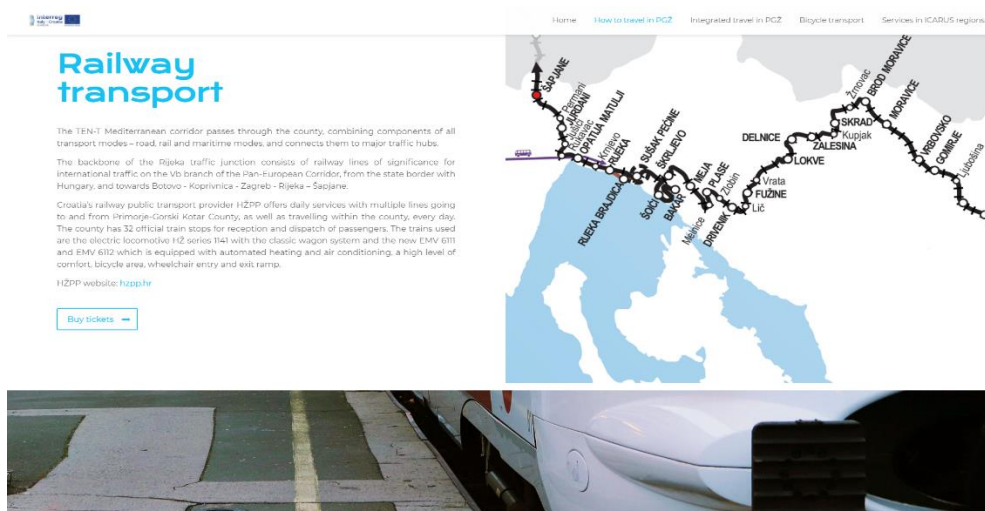 Interreg
Home
How to travel in PGŽ
Integrated travel in PGŽ
Bicycle transport
Services in ICARUS regions
Railway
transport
The TEN-T Mediterranean corridor passes through the county, combining components of all
transport modes – road, rail and maritime modes, and connects them to major traffic hubs.
The backbone of the Rijeka traffic junction consists of railway lines of significance for
international traffic on the Vb branch of the Pan-European Corridor, from the state border with
Hungary, and towards Botovo - Koprivnica - Zagreb - Rijeka – Šapjane.
Croatia's railway public transport provider HŽPP offers daily services with multiple lines going
to and from Primorje-Gorski Kotar County, as well as travelling within the county, every day.
The county has 32 official train stops for reception and dispatch of passengers. The trains used
are the electric locomotive HŽ series 1141 with the classic wagon system and the new EMV 6111
and EMV 6112 which is equipped with automated heating and air conditioning, a high level of
comfort, bicycle area, wheelchair entry and exit ramp.
HŽPP website: hzpp.hr
Buy tickets
ŠAPJANE
Permani
JURDANI
Rukavac
OPATIJA MATULJI
Krnjevo
RIJEKA
RIJEKA BRAJDICA
SUŠAK PEĆINE
ŠKRLJEVO
ŠOIĆI
BAKAR
MEJA
PLASE
Melnice
Zlobin
DRIVENIK
Lič
FUŽINE
Vrata
LOKVE
DELNICE
ZALESINA
Kupjak
SKRAD
Žrnovac
BROD MORAVICE
MORAVICE
VRBOVSKO
GOMIRJE
Ljubošina